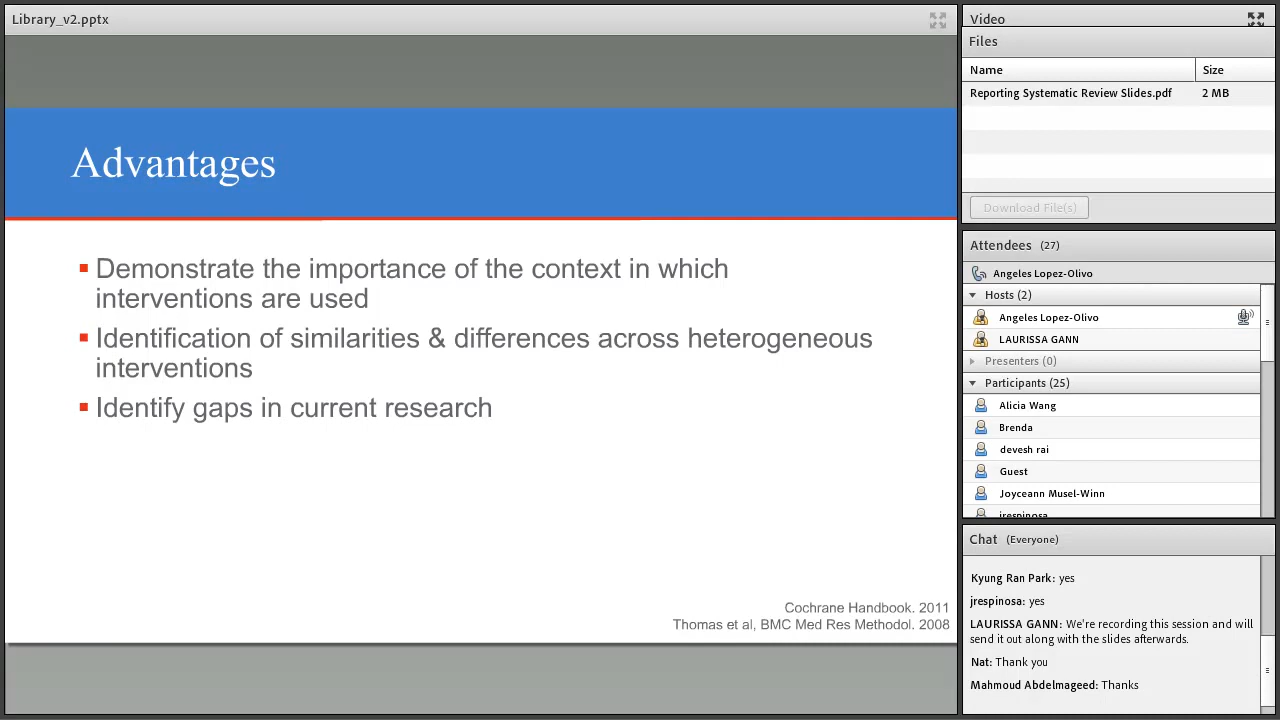 Library_v2.pptx
Advantages
Demonstrate the importance of the context in which
interventions are used
Identification of similarities & differences across heterogeneous
interventions
Identify gaps in current research
Cochrane Handbook. 2011
Thomas et al, BMC Med Res Methodol. 2008
Video
Files
Name Size
Reporting Systematic Review Slides.pdf 2 MB
Download File(s)
Attendees (27)
Angeles Lopez-Olivo
Hosts (2)
Angeles Lopez-Olivo
LAURISSA GANN
Presenters (0)
Participants (25)
Alicia Wang
Brenda
devesh rai
Guest
Joyceann Musel-Winn
jrespinosa
Chat (Everyone)
Kyung Ran Park: yes
jrespinosa: yes
LAURISSA GANN: We're recording this session and will
send it out along with the slides afterwards.
Nat: Thank you
Mahmoud Abdelmageed: Thanks